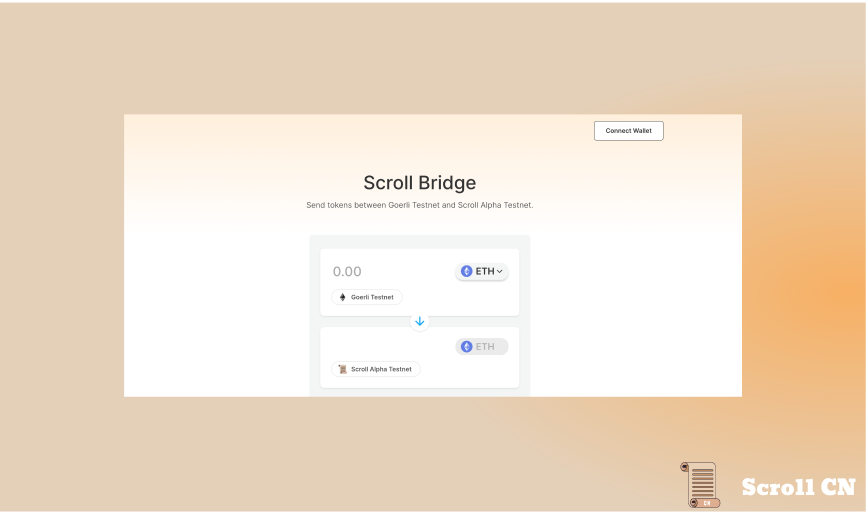 Connect Wallet
Scroll Bridge
Send tokens between Goerli Testnet and Scroll Alpha Testnet.
0.00
ETH
Goerli Testnet
ETH
Scroll Alpha Testnet
CN
Scroll CN